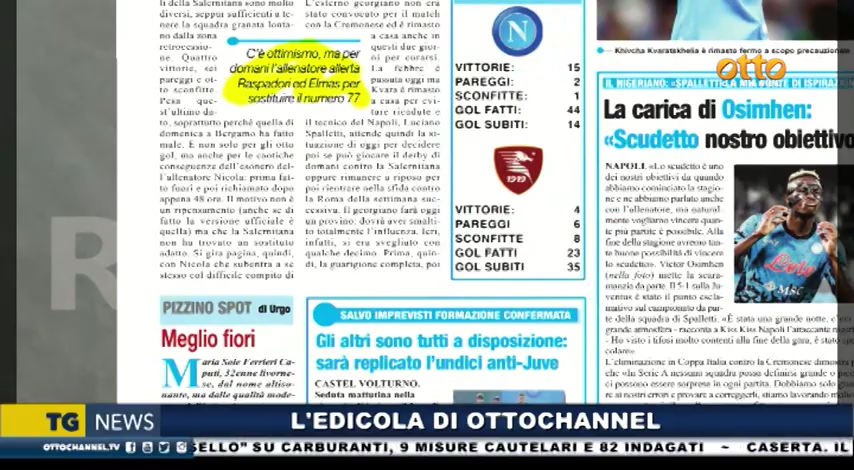 li della Salernitana sono molto
diversi, seppur sufficienti a te-
nere la squadra granata lonta-
no dalla zona
retrocessio-
ne. Quattro
vittorie, sei
pareggi e ot-
to sconfitte.
Pesa que-
st'ultimo da-
to, soprattutto perché quella di
domenica a Bergamo ha fatto
male. E non solo per gli otto
gol, ma anche per le caotiche
conseguenze dell'esonero del-
l'allenatore Nicola: prima fat-
to fuori e poi richiamato dopo
appena 48 ore. Il motivo non è
un ripensamento (anche se di
fatto la versione ufficiale è
quella) ma che la Salernitana
non ha trovato un sostituto
adatto. Si gira pagina, quindi,
con Nicola che subentra a se
stesso col difficile compito di
C'è ottimismo, ma per
domani l'allenatore allerta
Raspadori ed Elmas per
sostituire il numero 77
L'esterno georgiano non era
stato convocato per il match
con la Cremonese ed è rimasto
a casa anche in
questi due gior-
ni per curarsi.
La febbre è
passata oggi ma
Kvara è rimasto
a casa per evi-
tare ricadute e
il tecnico del Napoli, Luciano
Spalletti, attende quindi la si-
tuazione di oggi per decidere
poi se può giocare il derby di
domani contro la Salernitana
oppure rimanere a riposo per
poi rientrare nella sfida contro
la Roma della settimana suc-
cessiva. Il georgiano farà oggi
un provino: dovrà aver smalti-
to totalmente l'influenza. Ieri,
infatti, si era svegliato con
qualche decimo. Prima, quin-
di, la guarigione completa, poi
N
VITTORIE: 15
PAREGGI: 2
SCONFITTE: 1
GOL FATTI: 44
GOL SUBITI: 14
1919
VITTORIE: 4
PAREGGI 6
SCONFITTE 8
GOL FATTI 23
GOL SUBITI 35
Khivcha Kvaratskhelia è rimasto fermo a scopo precauzionale
otto
IL NIGERIANO: «SPALLETTI
La carica di Osimhen:
«Scudetto nostro obiettivo
NAPOLI. «Lo scudetto è uno
dei nostri obiettivi da quando
abbiamo cominciato la stagio-
ne e ne abbiamo parlato anche
con l'allenatore, ma natural-
mente vogliamo vincere quan-
te più partite è possibile. Alla
fine della stagione avremo tan-
te buone possibilità di vincere
lo scudetto». Victor Osimhen
(nella foto) mette la scara-
manzia da parte. Il 5-1 sulla Ju-
ventus è stato il punto escla-
mativo sul campionato da par-
te della squadra di Spalletti. «È stata una grande notte,
grande atmosfera - racconta a Kiss Kiss Napoli l'attaccante
- Ho visto i tifosi molto contenti alla fine della gara, è stato
colare».
L'eliminazione in Coppa Italia contro la Cremonese
che «in Serie A nessuna squadra possa definirsi grande o
ci possono essere sorprese in ogni partita. Dobbiamo solo
re ai nostri errori e provare a correggerli, stiamo lavorando
Lete
MSC
PIZZINO SPOT di Urgo
Meglio fiori
Maria Sole Ferrieri Ca-
puti, 32enne livorne-
se, dal nome altiso-
nante, ma dalle qualità mode-
SALVO IMPREVISTI FORMAZIONE CONFERMATA
Gli altri sono tutti a disposizione:
sarà replicato l'undici anti-Juve
CASTEL VOLTURNO.
Seduta mattutina nella
R
TG NEWS
L'EDICOLA DI OTTOCHANNEL
OTTOCHANNEL.TV
SELLO" SU CARBURANTI, 9 MISURE CAUTELARI E 82 INDAGATI ~ CASERTA. IL